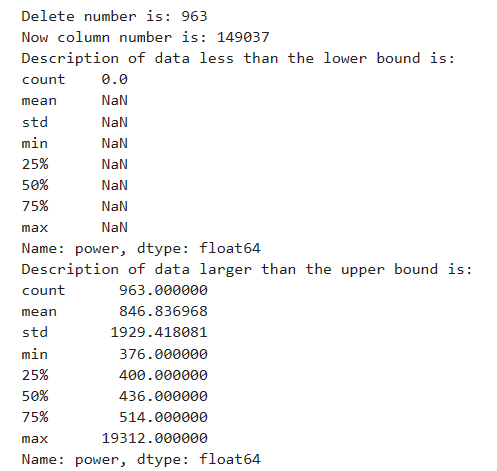 Delete number is: 963
Now column number is: 149037
Description of data less than the lower bound is:
count    0.0
mean     NaN
std      NaN
min      NaN
25%      NaN
50%      NaN
75%      NaN
max      NaN
Name: power, dtype: float64
Description of data larger than the upper bound is:
count      963.000000
mean       846.836968
std       1929.418081
min        376.000000
25%        400.000000
50%        436.000000
75%        514.000000
max      19312.000000
Name: power, dtype: float64